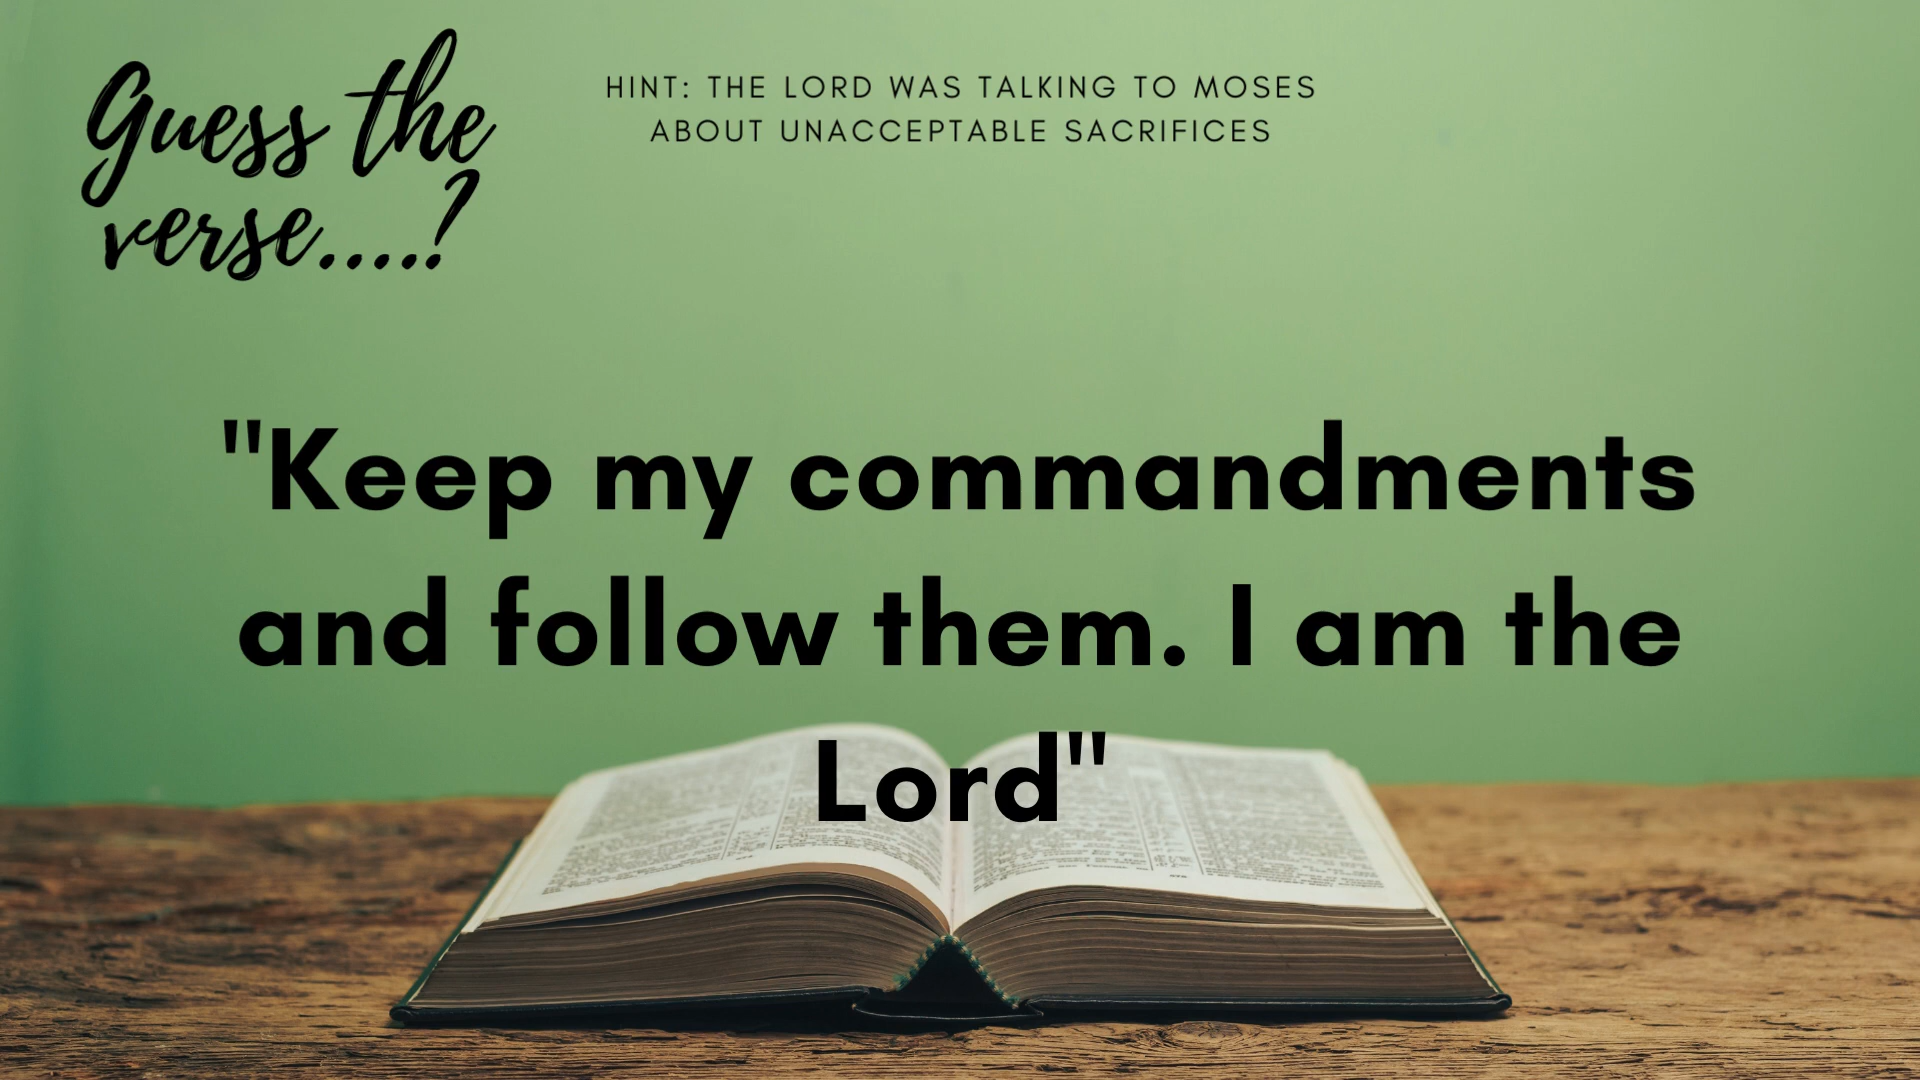 Guess the
verse.....?
HINT: THE LORD WAS TALKING TO MOSES
ABOUT UNACCEPTABLE SACRIFICES
"Keep my commandments
and follow them. I am the
Lord"